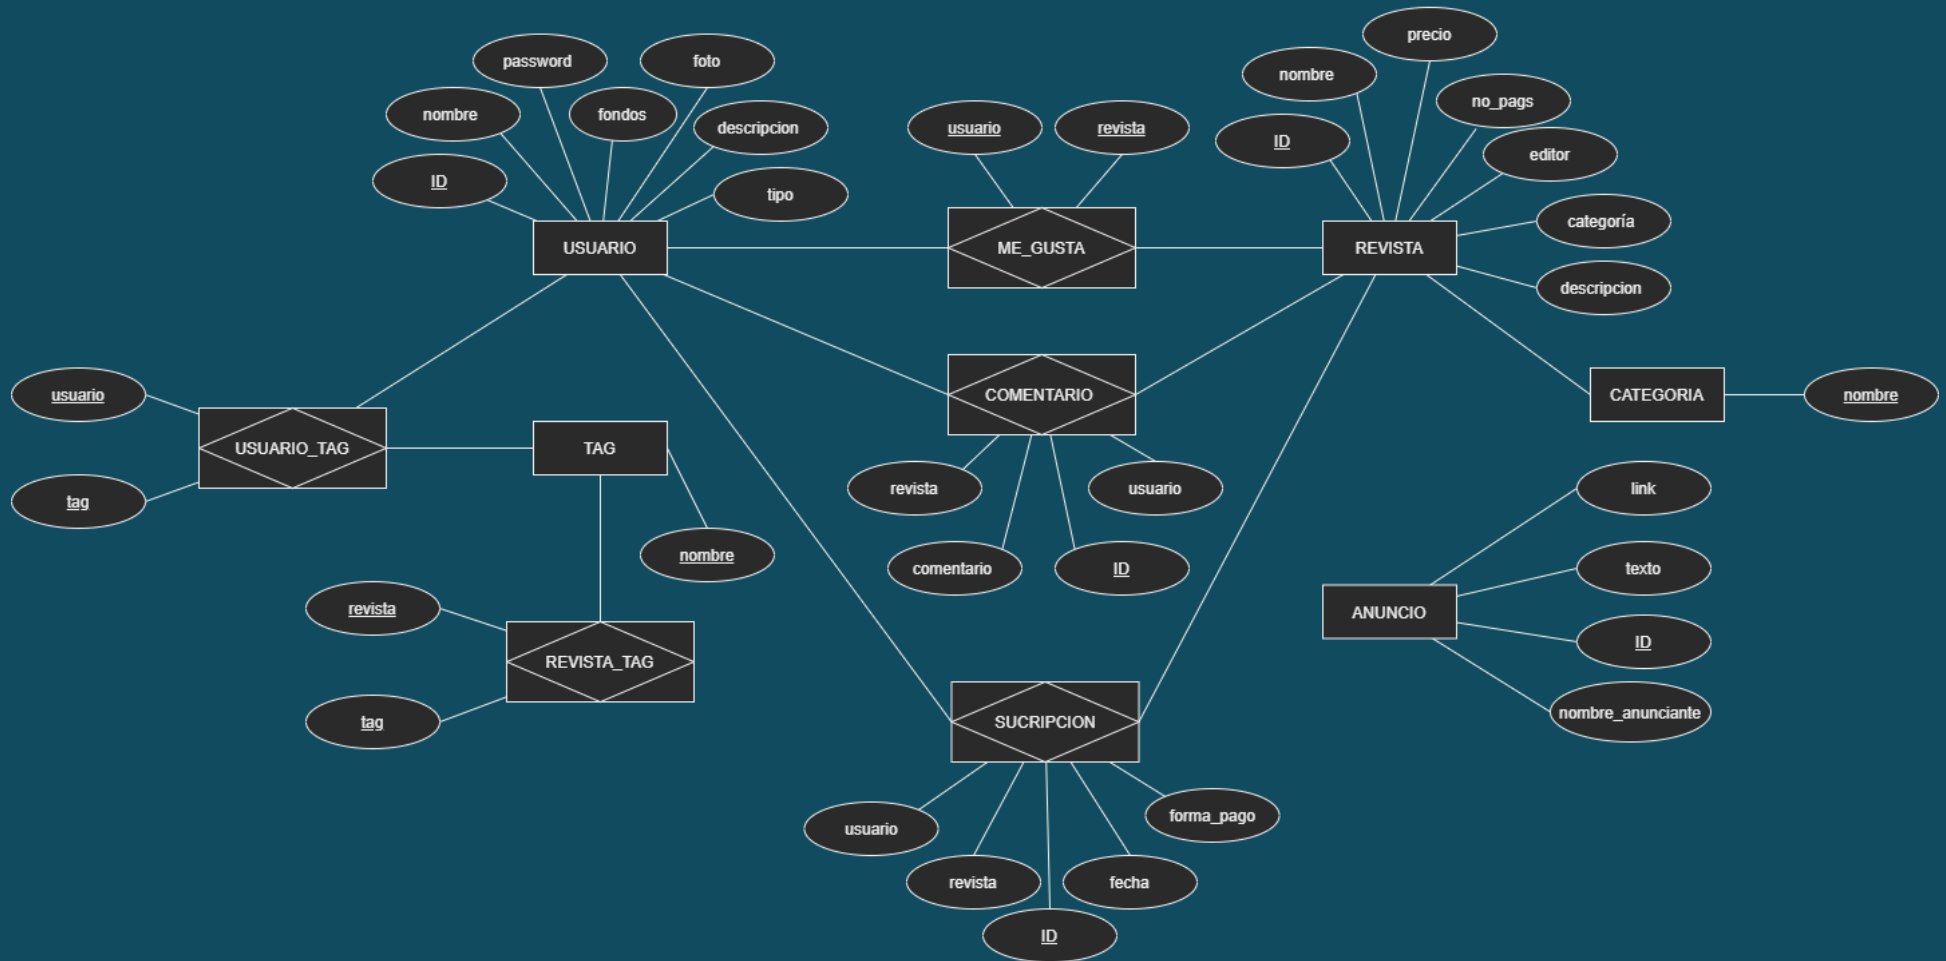 precio
password
foto
nombre
no_pags
nombre
fondos
descripcion
usuario
revista
ID
editor
ID
tipo
categoría
USUARIO
ME_GUSTA
REVISTA
descripcion
usuario
COMENTARIO
CATEGORIA
nombre
USUARIO_TAG
TAG
revista
usuario
link
tag
nombre
comentario
ID
texto
revista
ANUNCIO
ID
REVISTA_TAG
tag
SUCRIPCION
nombre_anunciante
forma_pago
usuario
revista
fecha
ID